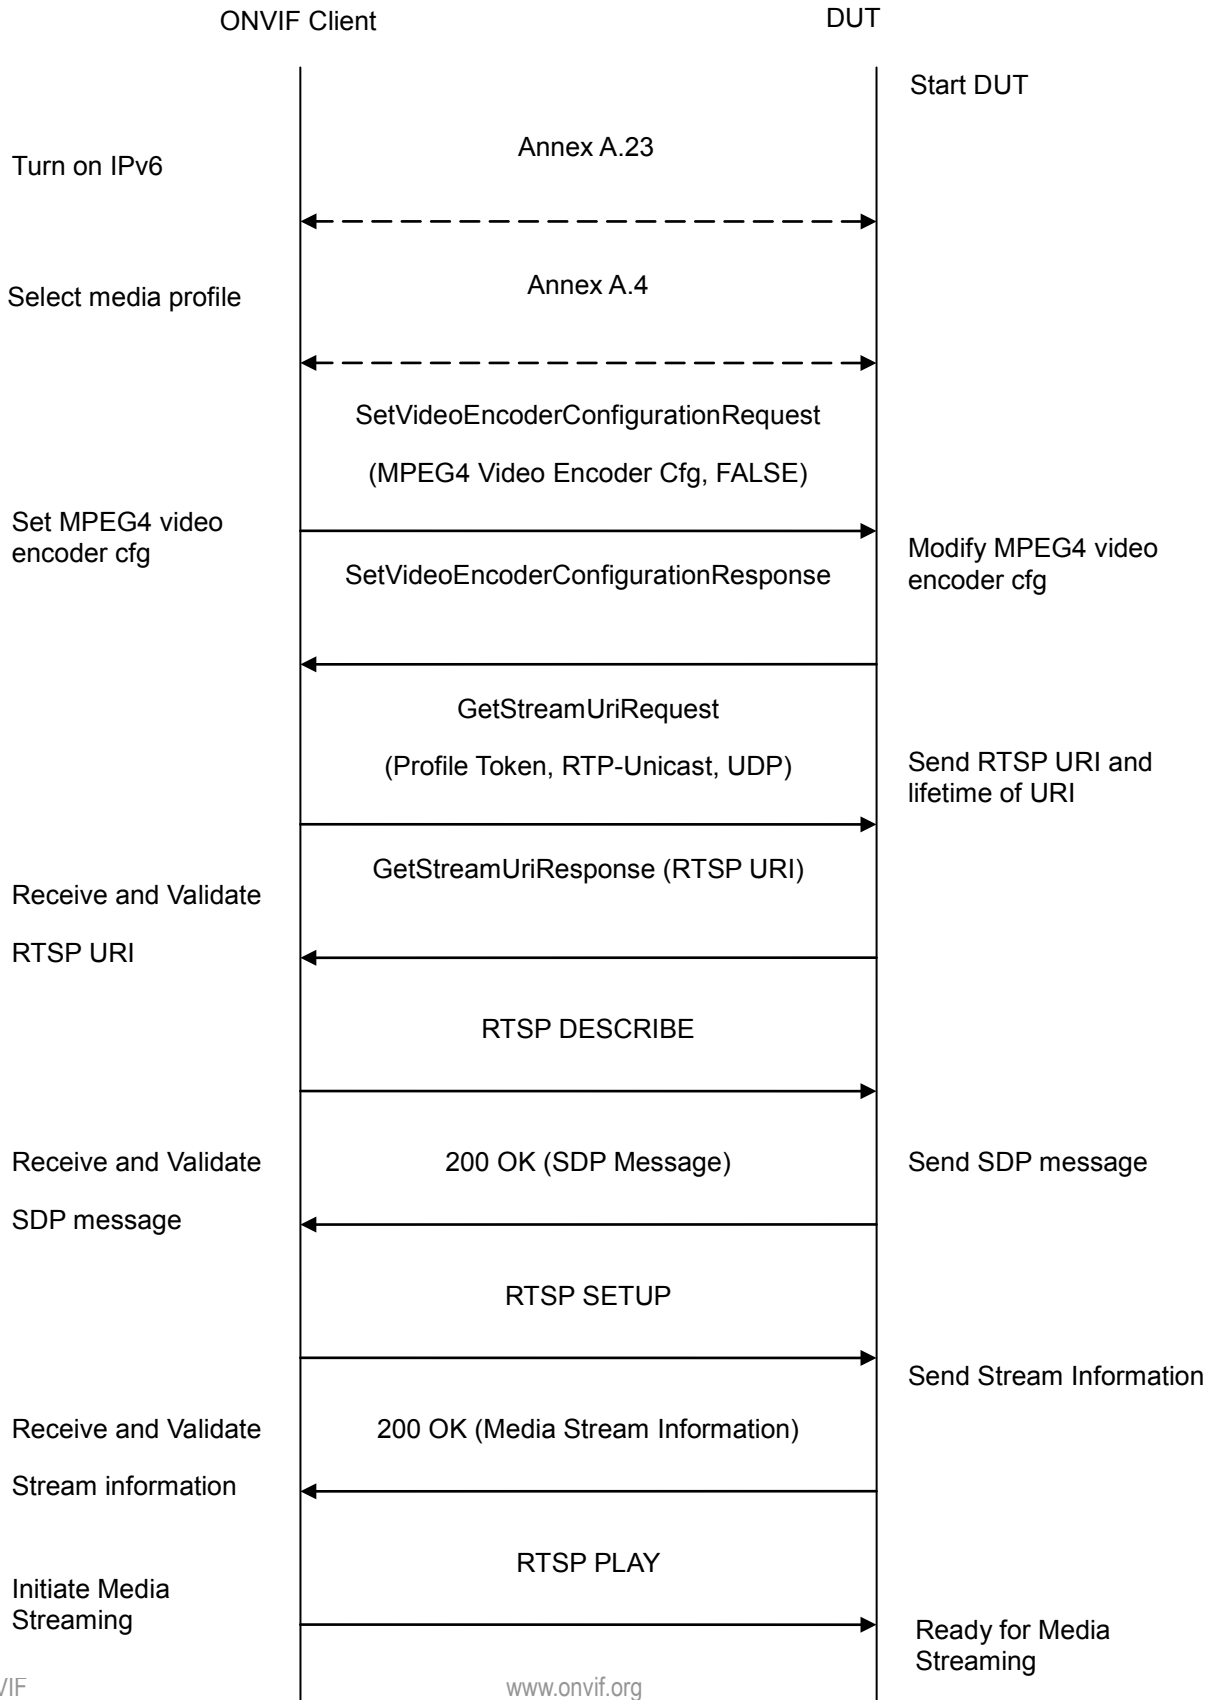 ONVIF Client
DUT
Start DUT
Annex A.23
Turn on IPv6
Annex A.4
Select media profile
SetVideoEncoderConfigurationRequest
(MPEG4 Video Encoder Cfg, FALSE)
Set MPEG4 video
encoder cfg
Modify MPEG4 video
encoder cfg
SetVideoEncoderConfigurationResponse
GetStreamUriRequest
(Profile Token, RTP-Unicast, UDP)
Send RTSP URI and
lifetime of URI
GetStreamUriResponse (RTSP URI)
Receive and Validate
RTSP URI
RTSP DESCRIBE
Receive and Validate
SDP message
200 OK (SDP Message)
Send SDP message
RTSP SETUP
Send Stream Information
Receive and Validate
Stream information
200 OK (Media Stream Information)
RTSP PLAY
Initiate Media
Streaming
Ready for Media
Streaming
www.onvif.org